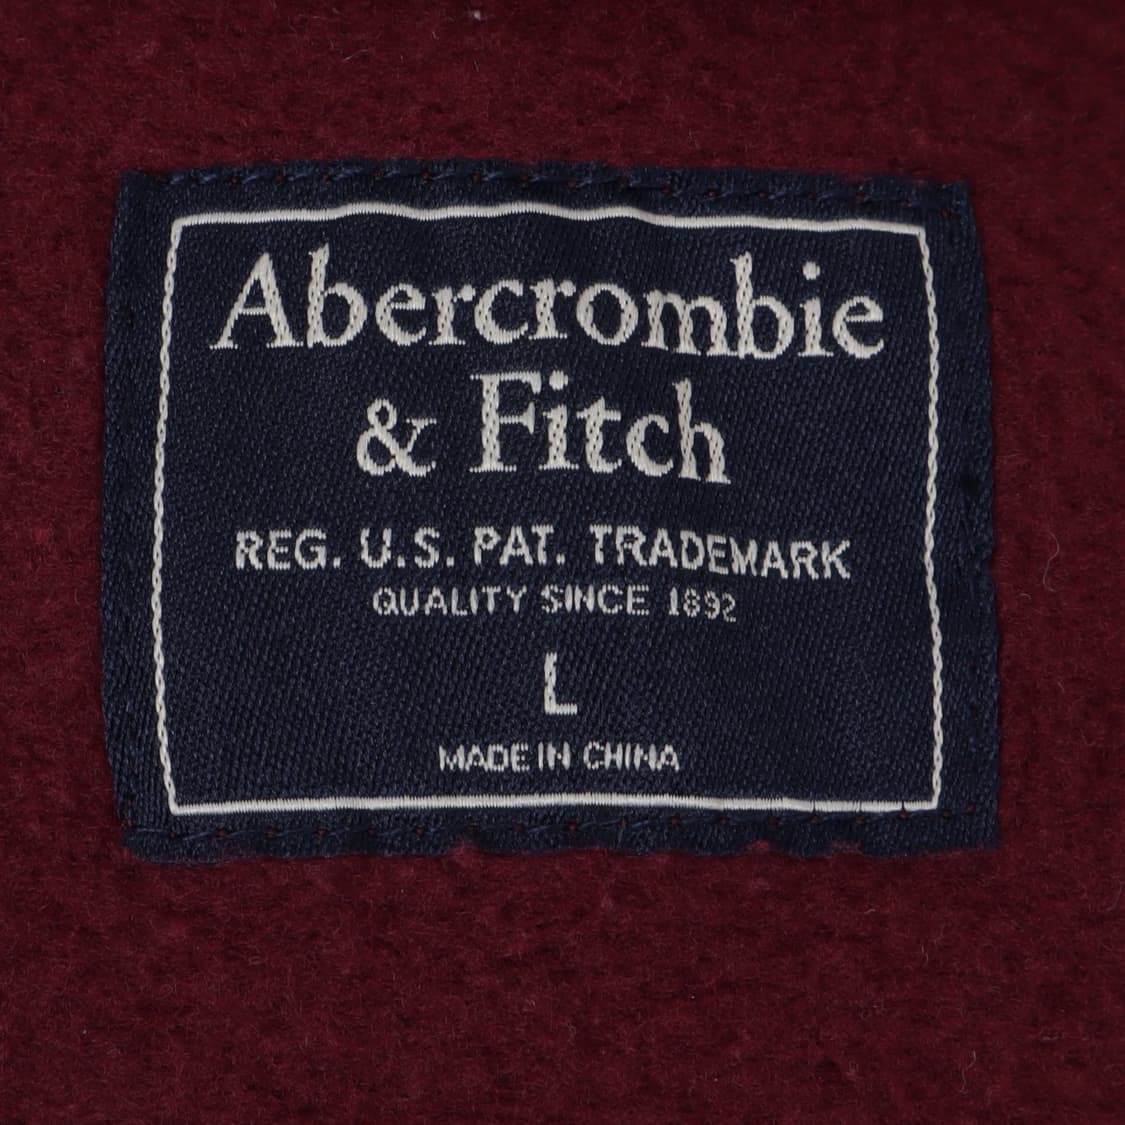 Abercrombie
& Fitch
REG. U.S. PAT. TRADEMARK
QUALITY SINCE 1892
L
MADE IN CHINA